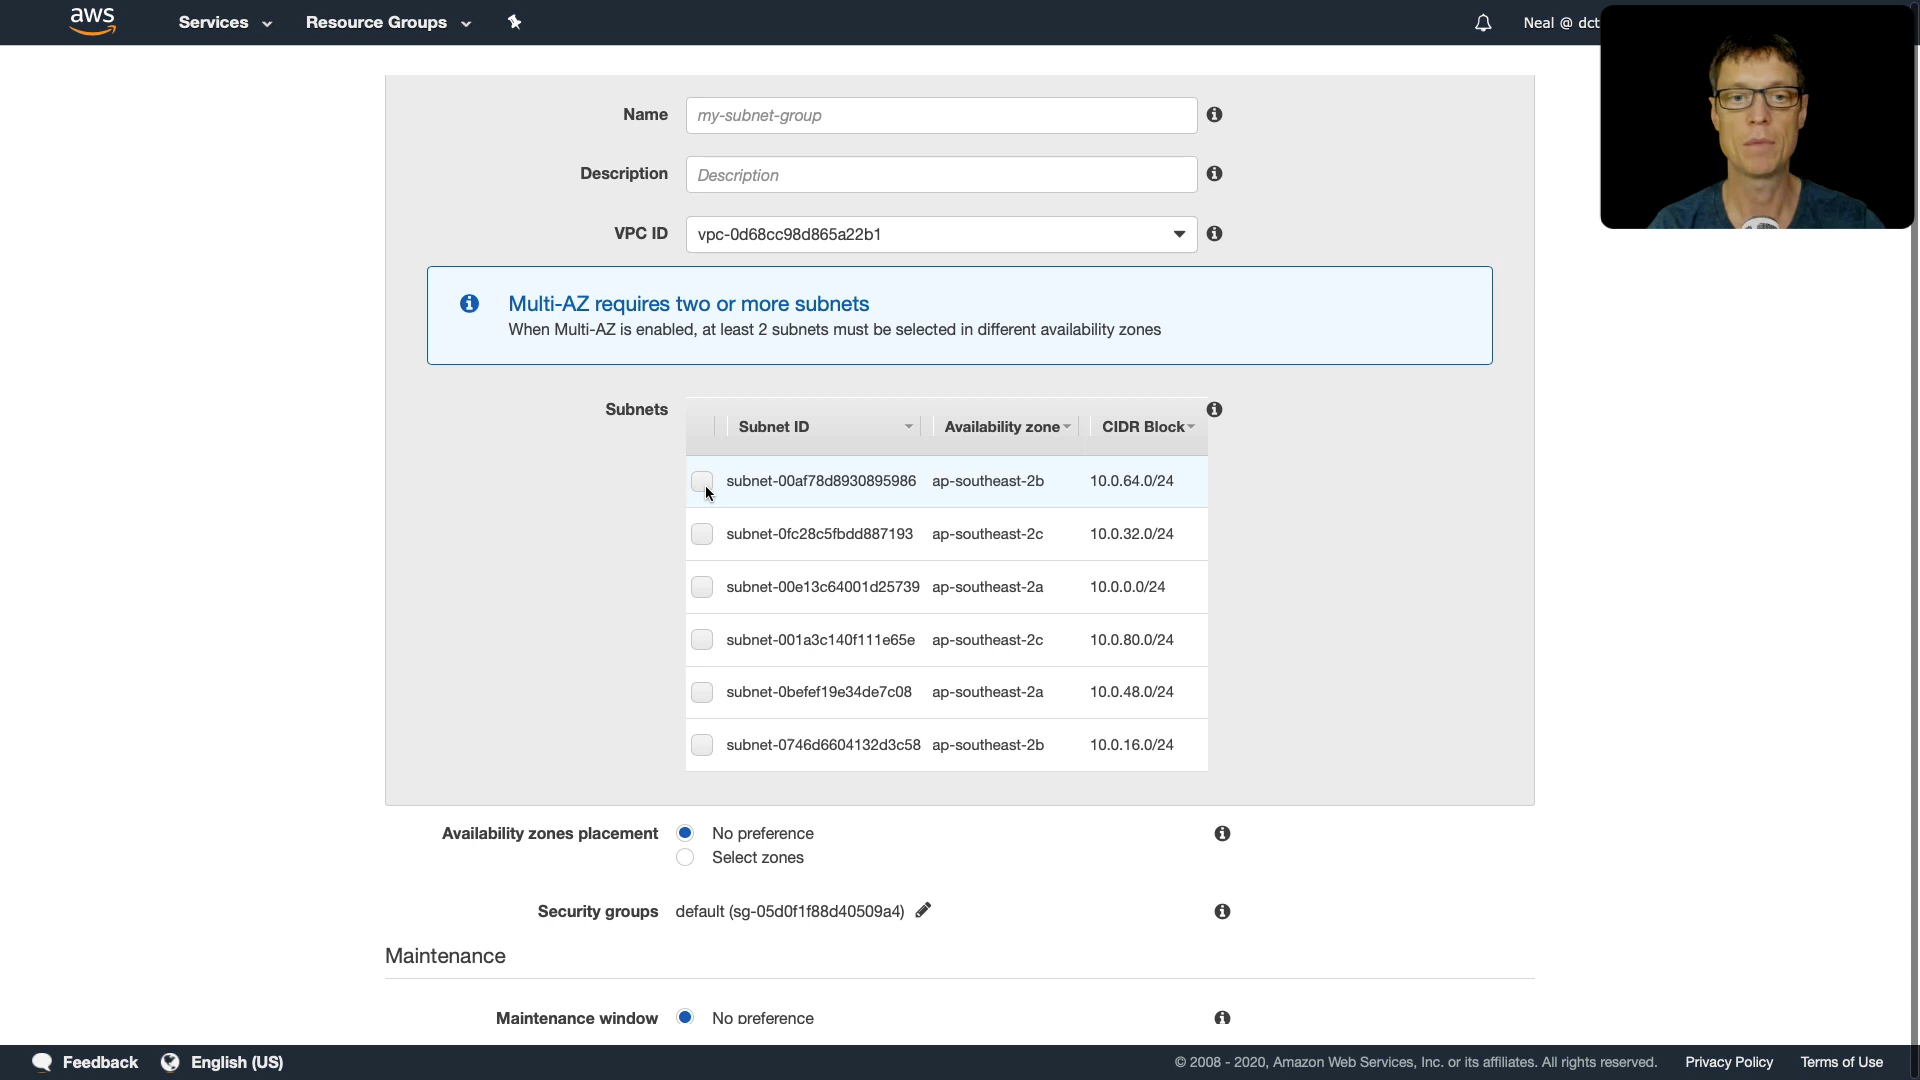 aws Services Resource Groups Neal @ dct
Name my-subnet-group
Description Description
VPC ID vpc-0d68cc98d865a22b1
Multi-AZ requires two or more subnets
When Multi-AZ is enabled, at least 2 subnets must be selected in different availability zones
Subnets
Subnet ID Availability zone CIDR Block
subnet-00af78d8930895986 ap-southeast-2b 10.0.64.0/24
subnet-0fc28c5fbdd887193 ap-southeast-2c 10.0.32.0/24
subnet-00e13c64001d25739 ap-southeast-2a 10.0.0.0/24
subnet-001a3c140f111e65e ap-southeast-2c 10.0.80.0/24
subnet-0befef19e34de7c08 ap-southeast-2a 10.0.48.0/24
subnet-0746d6604132d3c58 ap-southeast-2b 10.0.16.0/24
Availability zones placement No preference
Select zones
Security groups default (sg-05d0f1f88d40509a4)
Maintenance
Maintenance window No preference
Feedback English (US) © 2008 - 2020, Amazon Web Services, Inc. or its affiliates. All rights reserved. Privacy Policy Terms of Use